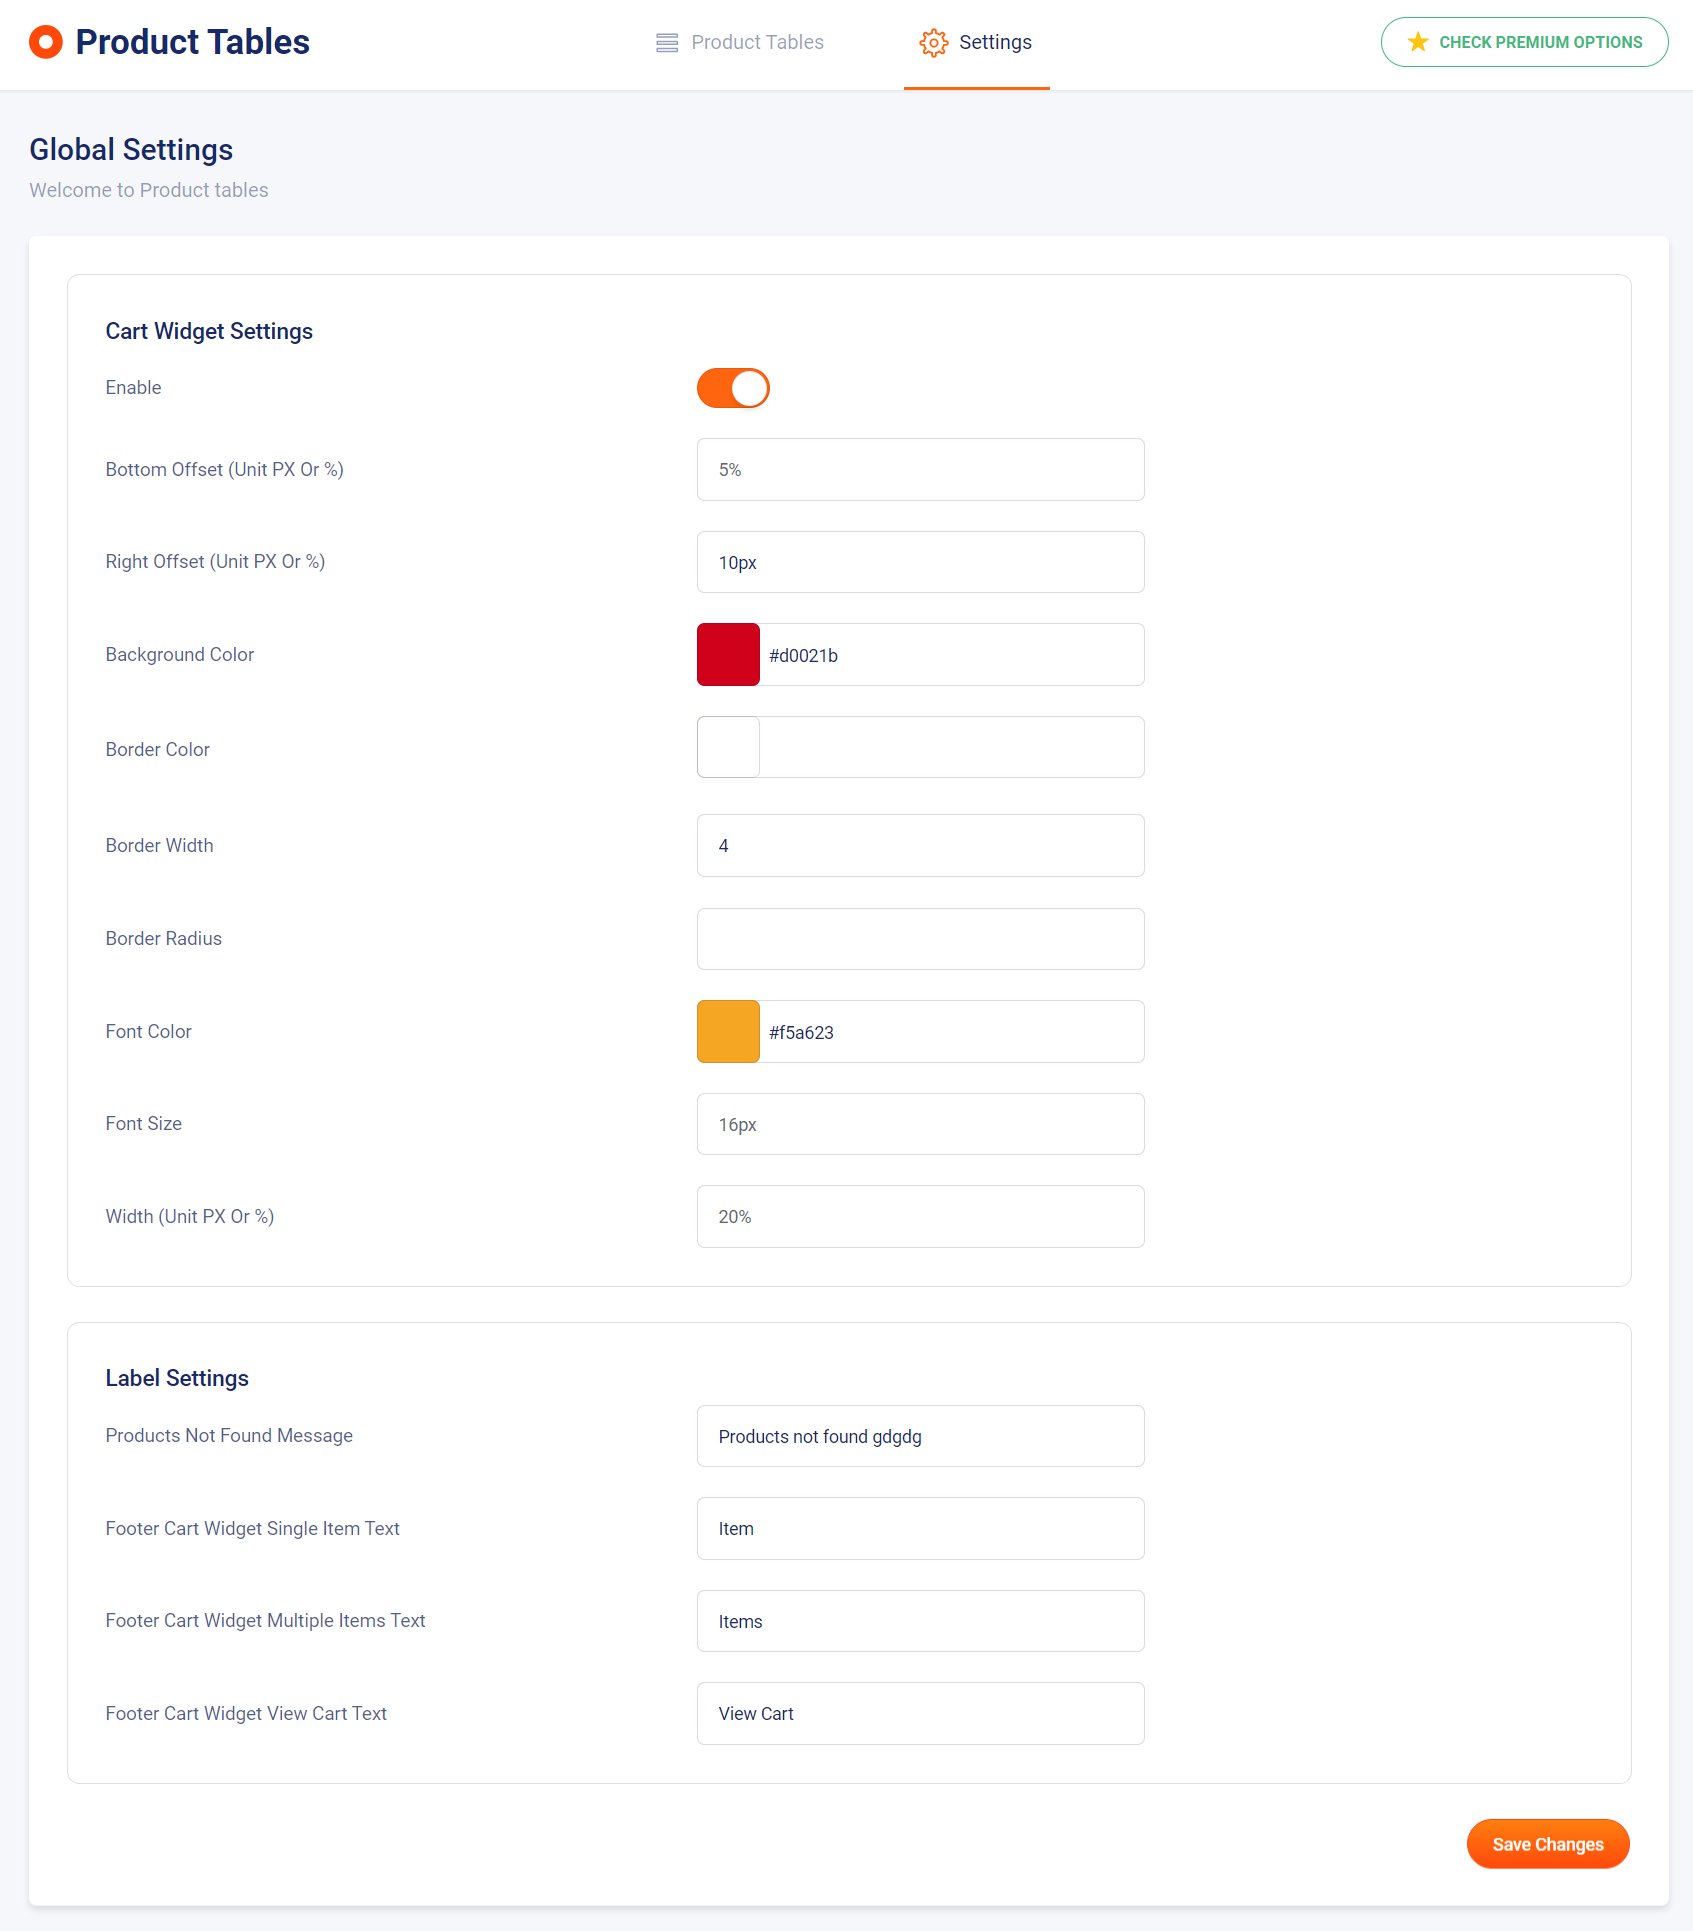 Product Tables
Product Tables
Settings
CHECK PREMIUM OPTIONS
Global Settings
Welcome to Product tables
Cart Widget Settings
Enable
Bottom Offset (Unit PX Or %)
5%
Right Offset (Unit PX Or %)
10px
Background Color
#d0021b
Border Color
Border Width
4
Border Radius
Font Color
#f5a623
Font Size
16px
Width (Unit PX Or %)
20%
Label Settings
Products Not Found Message
Products not found gdgdg
Footer Cart Widget Single Item Text
Item
Footer Cart Widget Multiple Items Text
Items
Footer Cart Widget View Cart Text
View Cart
Save Changes